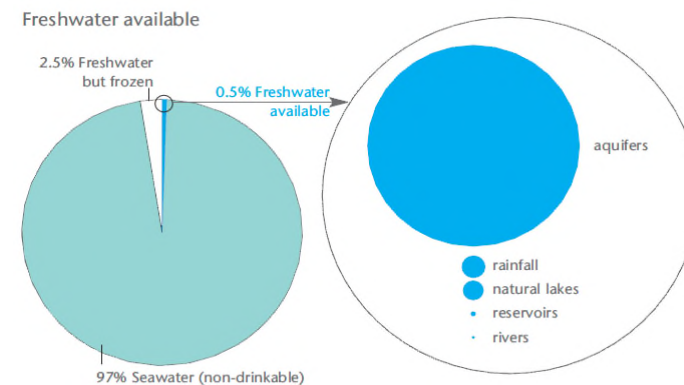 Freshwater available
2.5% Freshwater
but frozen
0.5% Freshwater
available
aquifers
rainfall
natural lakes
reservoirs
rivers
97% Seawater (non-drinkable)